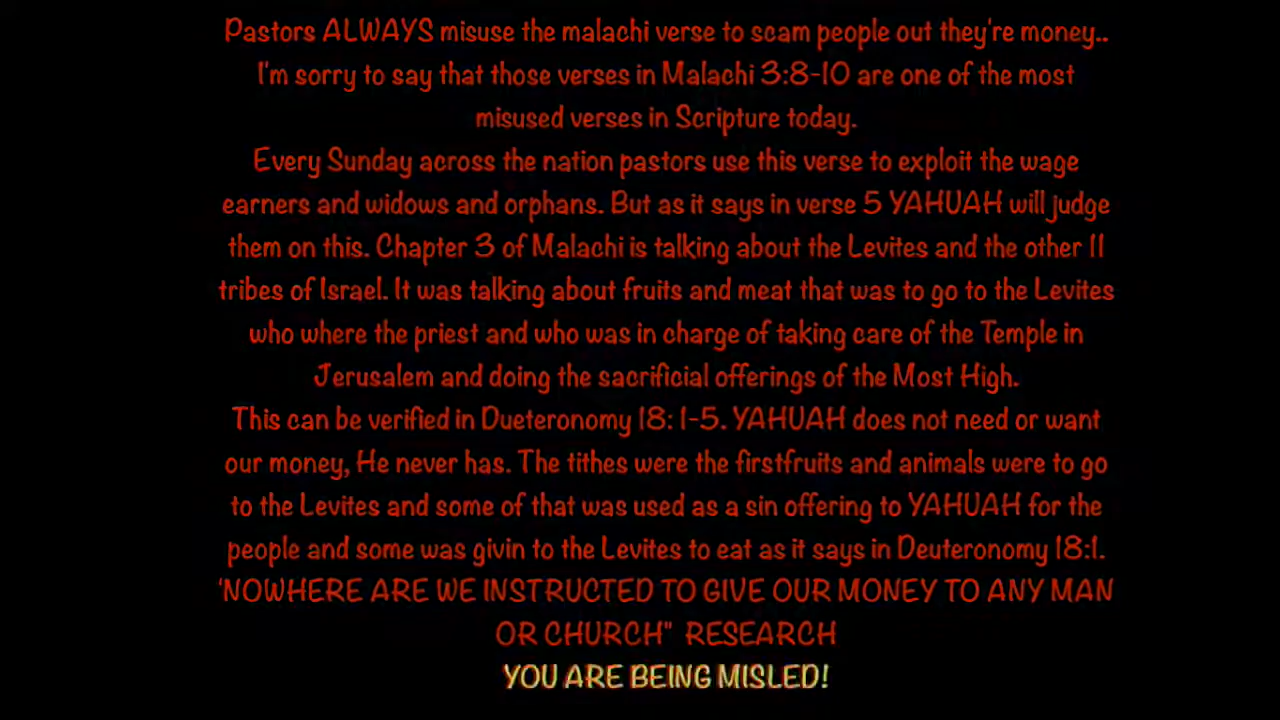 Pastors ALWAYS misuse the malachi verse to scam people out they're money..
I'm sorry to say that those verses in Malachi 3:8-10 are one of the most
misused verses in Scripture today.
Every Sunday across the nation pastors use this verse to exploit the wage
earners and widows and orphans. But as it says in verse 5 YAHUAH will judge
them on this. Chapter 3 of Malachi is talking about the Levites and the other 11
tribes of Israel. It was talking about fruits and meat that was to go to the Levites
who where the priest and who was in charge of taking care of the Temple in
Jerusalem and doing the sacrificial offerings of the Most High.
This can be verified in Dueteronomy 18: 1-5. YAHUAH does not need or want
our money, He never has. The tithes were the firstfruits and animals were to go
to the Levites and some of that was used as a sin offering to YAHUAH for the
people and some was givin to the Levites to eat as it says in Deuteronomy 18:1.
'NOWHERE ARE WE INSTRUCTED TO GIVE OUR MONEY TO ANY MAN
OR CHURCH" RESEARCH
YOU ARE BEING MISLED!